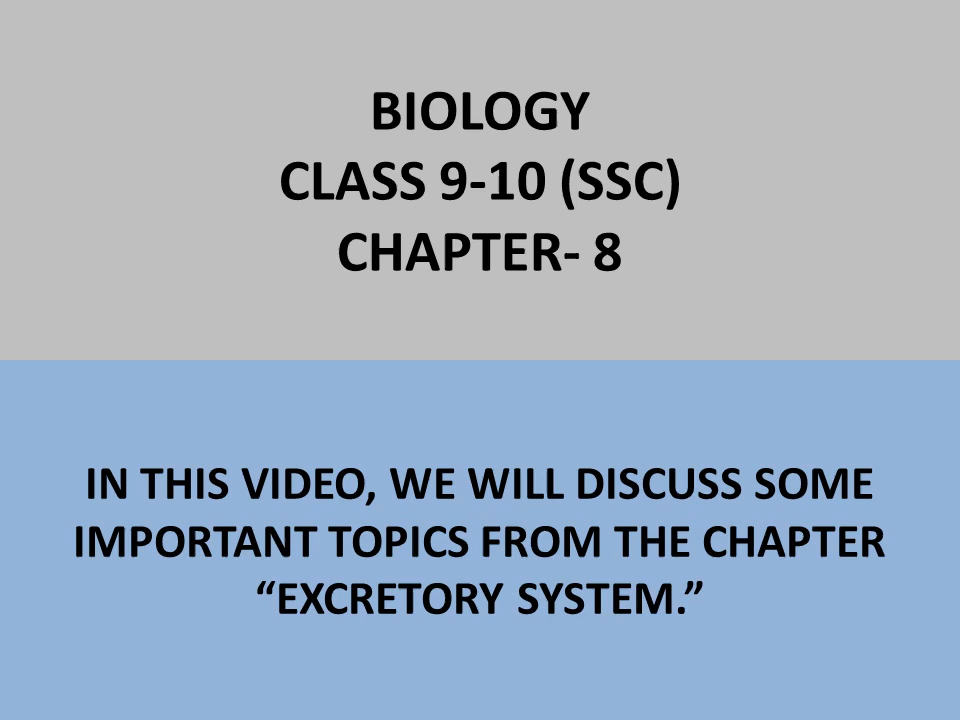 BIOLOGY
CLASS 9-10 (SSC)
CHAPTER- 8
IN THIS VIDEO, WE WILL DISCUSS SOME
IMPORTANT TOPICS FROM THE CHAPTER
“EXCRETORY SYSTEM.”